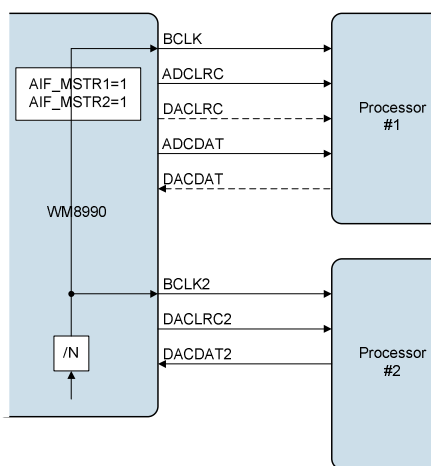 BCLK
AIF_MSTR1=1
AIF_MSTR2=1
ADCLRC
DACLRC
ADCDAT
DACDAT
Processor
#1
WM8990
BCLK2
DACLRC2
DACDAT2
/N
Processor
#2